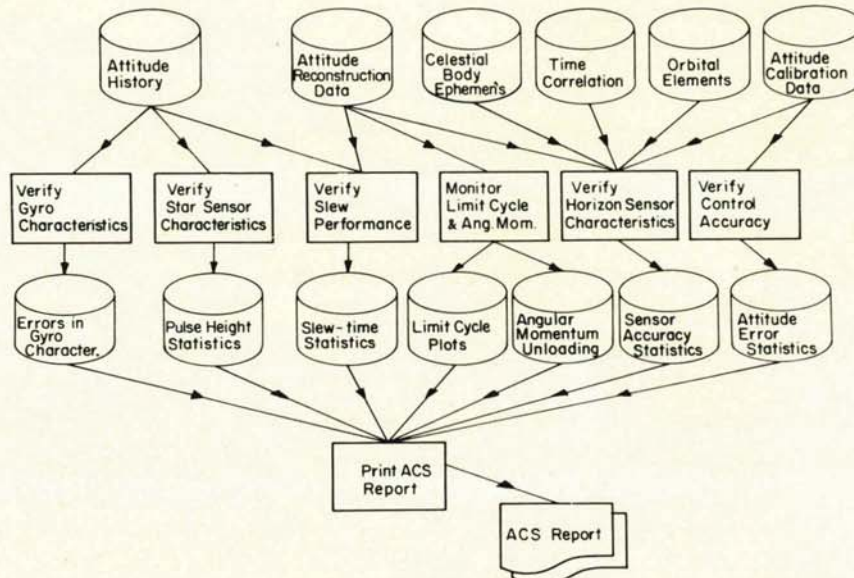 Attitude
History
Attitude
Reconstruction
Data
Celestial
Body
Ephemeris
Time
Correlation
Orbital
Elements
Attitude
Calibration
Data
Verify
Gyro
Characteristics
Verify
Star Sensor
Characteristics
Verify
Slew
Performance
Monitor
Limit Cycle
& Ang. Mom.
Verify
Horizon Sensor
Characteristics
Verify
Control
Accuracy
Errors in
Gyro
Character.
Pulse Height
Statistics
Slew-time
Statistics
Limit Cycle
Plots
Angular
Momentum
Unloading
Sensor
Accuracy
Statistics
Attitude
Error
Statistics
Print ACS
Report
ACS Report